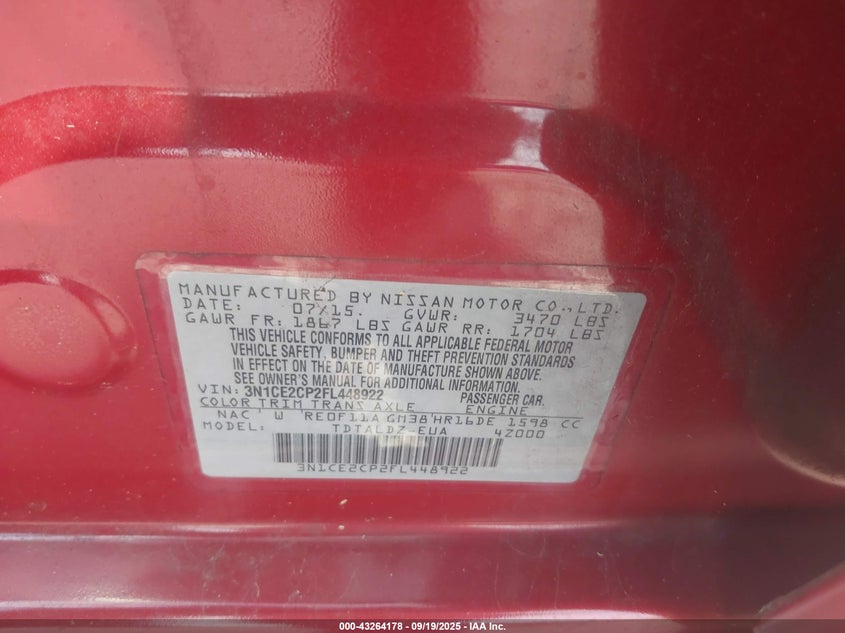 MANUFACTURED BY NISSAN MOTOR CO., LTD.
DATE: 07/15. GVWR: 3470 LBS
GAWR FR: 1867 LBS GAWR RR: 1704 LBS
THIS VEHICLE CONFORMS TO ALL APPLICABLE FEDERAL MOTOR
VEHICLE SAFETY, BUMPER AND THEFT PREVENTION STANDARDS
IN EFFECT ON THE DATE OF MANUFACTURE SHOWN ABOVE.
SEE OWNER'S MANUAL FOR ADDITIONAL INFORMATION.
VIN: 3N1CE2CP2FL448922 PASSENGER CAR.
COLOR TRIM TRANS AXLE ENGINE
NAC W RE0F11A GM38 HR16DE 1598 CC
MODEL: TDTALDZ-EUA 4Z000
3N1CE2CP2FL448922
000-43264178 - 09/19/2025 - IAA Inc.